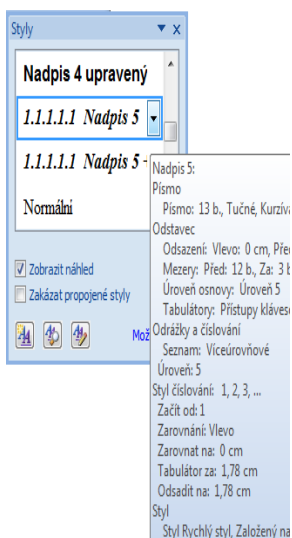 Styly
Nadpis 4 upravený
1.1.1.1.1 Nadpis 5
1.1.1.1.1 Nadpis 5 -
Normální
Zobrazit náhled
Zakázat propojené styly
Mož
Nadpis 5:
Písmo
Písmo: 13 b., Tučné, Kurzíva
Odstavec
Odsazení: Vlevo: 0 cm, Pře
Mezery: Před: 12 b., Za: 3 b
Úroveň osnovy: Úroveň 5
Tabulátory: Přístupy kláves
Odrážky a číslování
Seznam: Víceúrovňové
Úroveň: 5
Styl číslování: 1, 2, 3, ...
Začít od: 1
Zarovnání: Vlevo
Zarovnat na: 0 cm
Tabulátor za: 1,78 cm
Odsadit na: 1,78 cm
Styl
Styl Rychlý styl, Založený na